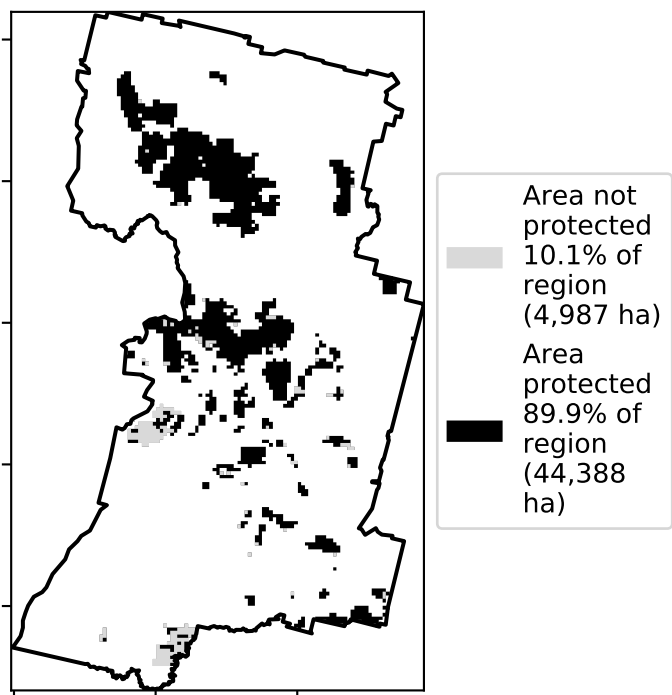 Area not
protected
10.1% of
region
(4,987 ha)
Area
protected
89.9% of
region
(44,388
ha)